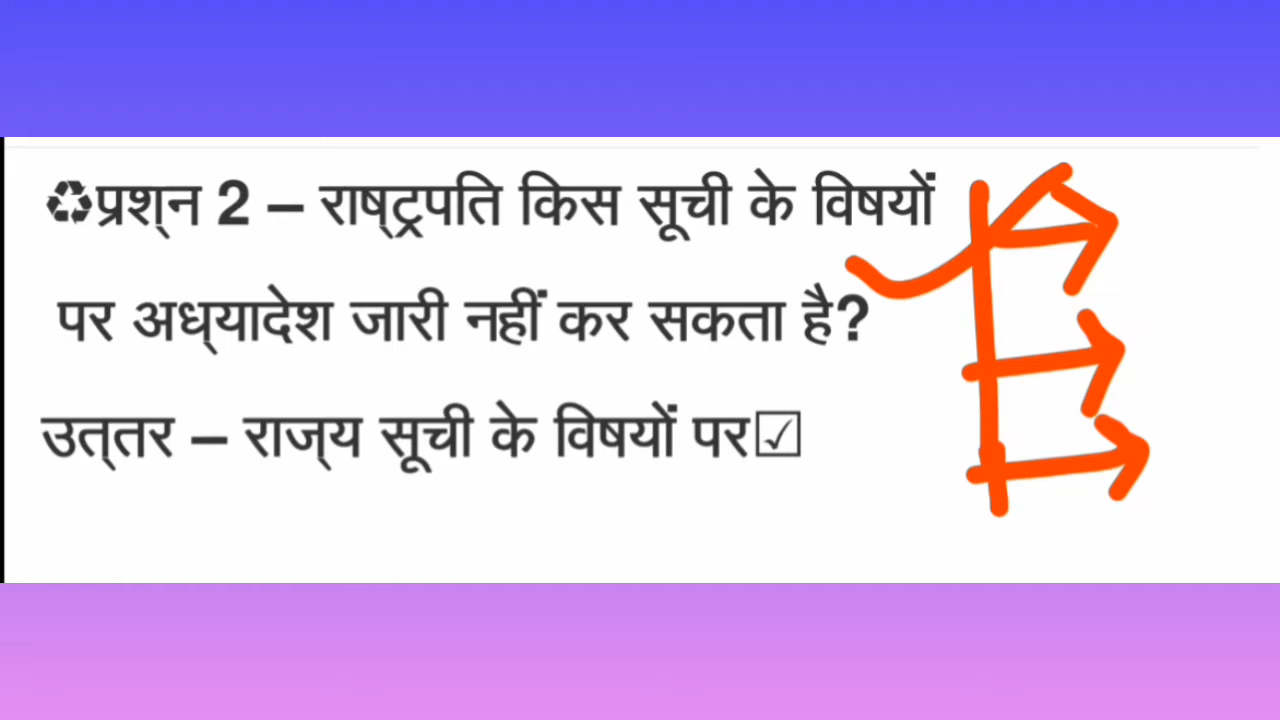 ♻प्रश्न 2 – राष्ट्रपति किस सूची के विषयों
पर अध्यादेश जारी नहीं कर सकता है?
उत्तर – राज्य सूची के विषयों पर☑